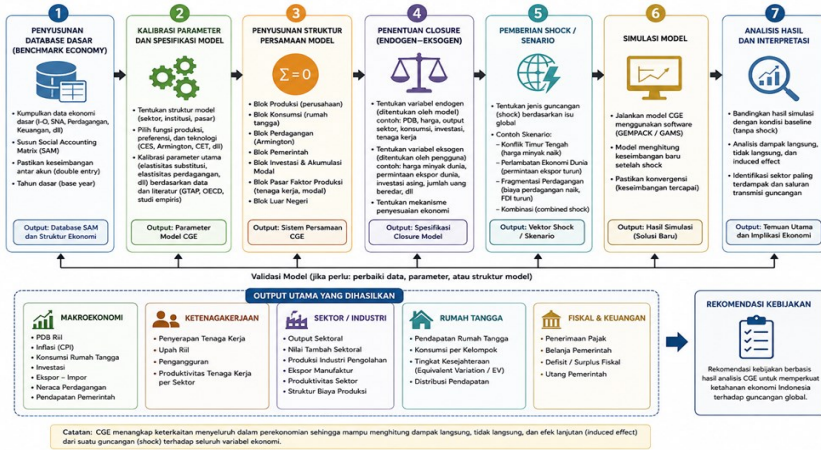 1
PENYUSUNAN
DATABASE DASAR
(BENCHMARK ECONOMY)
• Kumpulkan data ekonomi
dasar (I-O, SNA, Perdagangan,
Keuangan, dll)
• Susun Social Accounting
Matrix (SAM)
• Pastikan keseimbangan
antar akun (double entry)
• Tahun dasar (base year)
Output: Database SAM
dan Struktur Ekonomi
2
KALIBRASI PARAMETER
DAN SPESIFIKASI MODEL
• Tentukan struktur model
(sektor, institusi, pasar)
• Pilih fungsi produksi,
preferensi, dan teknologi
(CES, Armington, CET, dll)
• Kalibrasi parameter utama
(elastisitas substitusi,
elastisitas perdagangan,
dll) berdasarkan data
dan literatur (GTAP, OECD,
studi empiris)
Output: Parameter
Model CGE
3
PENYUSUNAN STRUKTUR
PERSAMAAN MODEL
Σ=0
• Blok Produksi (perusahaan)
• Blok Konsumsi (rumah
tangga)
• Blok Perdagangan
(Armington)
• Blok Pemerintah
• Blok Investasi & Akumulasi
Modal
• Blok Pasar Faktor Produksi
(tenaga kerja, modal)
• Blok Luar Negeri
Output: Sistem Persamaan
CGE
4
PENENTUAN CLOSURE
(ENDOGEN–EKSOGEN)
• Tentukan variabel endogen
(ditentukan oleh model)
contoh: PDB, harga, output
sektor, konsumsi, investasi,
tenaga kerja
• Tentukan variabel eksogen
(ditentukan oleh pengguna)
contoh: harga minyak dunia,
permintaan ekspor dunia,
investasi asing, jumlah uang
beredar, dll
• Tentukan mekanisme
penyesuaian ekonomi
Output: Spesifikasi
Closure Model
5
PEMBERIAN SHOCK /
SENARIO
• Tentukan jenis guncangan
(shock) berdasarkan isu
global
• Contoh Skenario:
– Konflik Timur Tengah
(harga minyak naik)
– Perlambatan Ekonomi Dunia
(permintaan ekspor turun)
– Fragmentasi Perdagangan
(biaya perdagangan naik,
FDI turun)
– Kombinasi (combined shock)
Output: Vektor Shock
/ Skenario
6
SIMULASI MODEL
• Jalankan model CGE
menggunakan software
(GEMPACK / GAMS)
• Model menghitung
keseimbangan baru
setelah shock
• Pastikan konvergensi
(keseimbangan tercapai)
Output: Hasil Simulasi
(Solusi Baru)
7
ANALISIS HASIL
DAN INTERPRETASI
• Bandingkan hasil simulasi
dengan kondisi baseline
(tanpa shock)
• Analisis dampak langsung,
tidak langsung, dan
induced effect
• Identifikasi sektor paling
terdampak dan saluran
transmisi guncangan
Output: Temuan Utama
dan Implikasi Ekonomi
Validasi Model (jika perlu: perbaiki data, parameter, atau struktur model)
OUTPUT UTAMA YANG DIHASILKAN
MAKROEKONOMI
• PDB Riil
• Inflasi (CPI)
• Konsumsi Rumah Tangga
• Investasi
• Ekspor – Impor
• Neraca Perdagangan
• Pendapatan Pemerintah
KETENAGAKERJAAN
• Penyerapan Tenaga Kerja
• Upah Riil
• Pengangguran
• Produktivitas Tenaga Kerja
per Sektor
SEKTOR / INDUSTRI
• Output Sektoral
• Nilai Tambah Sektoral
• Produksi Industri Pengolahan
• Ekspor Manufaktur
• Produktivitas Sektor
• Struktur Biaya Produksi
RUMAH TANGGA
• Pendapatan Rumah Tangga
• Konsumsi per Kelompok
• Tingkat Kesejahteraan
(Equivalent Variation / EV)
• Distribusi Pendapatan
FISKAL & KEUANGAN
• Penerimaan Pajak
• Belanja Pemerintah
• Defisit / Surplus Fiskal
• Utang Pemerintah
REKOMENDASI KEBIJAKAN
Rekomendasi kebijakan berbasis
hasil analisis CGE untuk memperkuat
ketahanan ekonomi Indonesia
terhadap guncangan global.
Catatan: CGE menangkap keterkaitan menyeluruh dalam perekonomian sehingga mampu menghitung dampak langsung, tidak langsung, dan efek lanjutan (induced effect)
dari suatu guncangan (shock) terhadap seluruh variabel ekonomi.